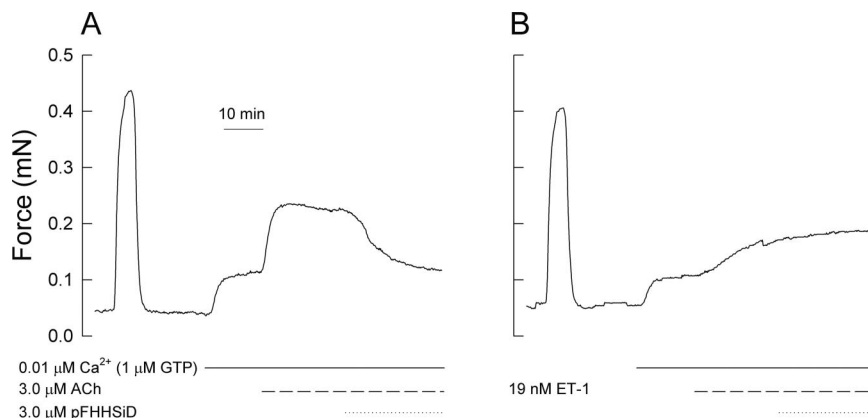 A
B
0.5
0.4
0.3
0.2
0.1
0.0
Force (mN)
10 min
0.01 μM Ca²⁺ (1 μM GTP)
3.0 μM ACh
19 nM ET-1
3.0 μM pFHHSiD